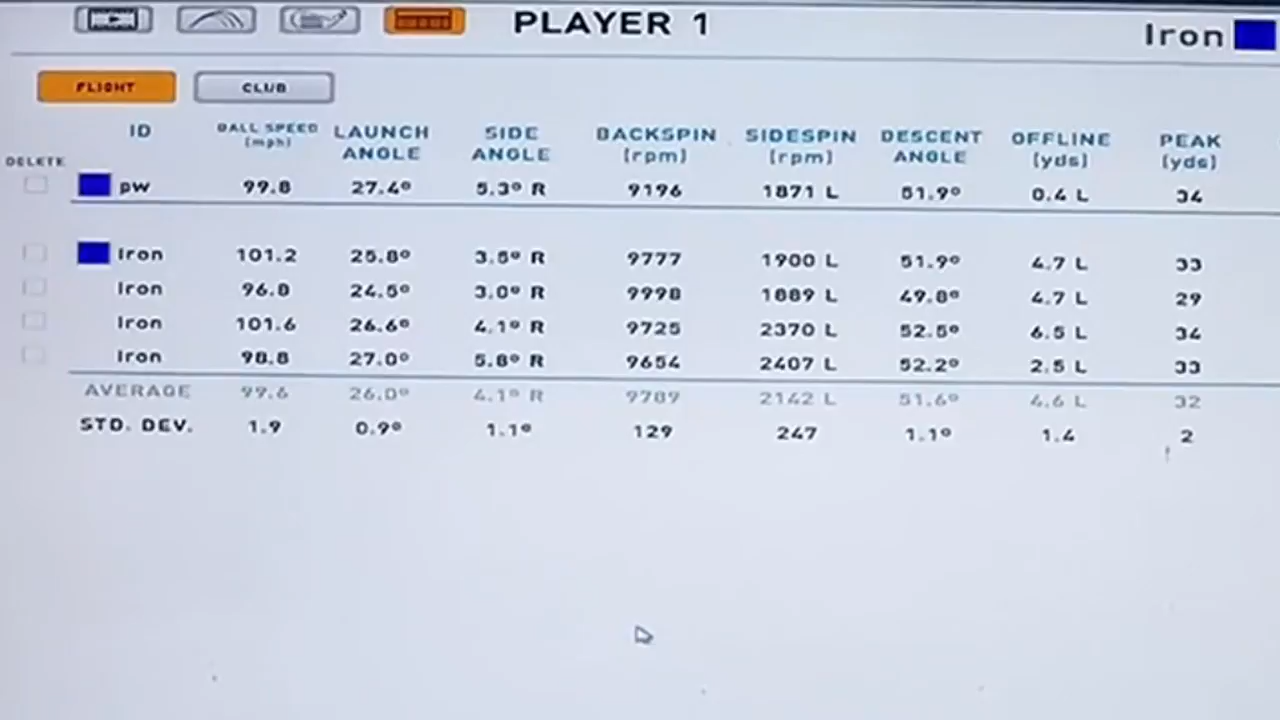 PLAYER 1
Iron
FLIGHT CLUB
DELETE ID BALL SPEED (mph) LAUNCH ANGLE SIDE ANGLE BACKSPIN (rpm) SIDESPIN (rpm) DESCENT ANGLE OFFLINE (yds) PEAK (yds)
pw 99.8 27.4° 5.3° R 9196 1871 L 51.9° 0.4 L 34
Iron 101.2 25.8° 3.5° R 9777 1900 L 51.9° 4.7 L 33
Iron 96.8 24.5° 3.0° R 9998 1889 L 49.8° 4.7 L 29
Iron 101.6 26.6° 4.1° R 9725 2370 L 52.5° 6.5 L 34
Iron 98.8 27.0° 5.8° R 9654 2407 L 52.2° 2.5 L 33
AVERAGE 99.6 26.0° 4.1° R 9789 2142 L 51.6° 4.6 L 32
STD. DEV. 1.9 0.9° 1.1° 129 247 1.1° 1.4 2